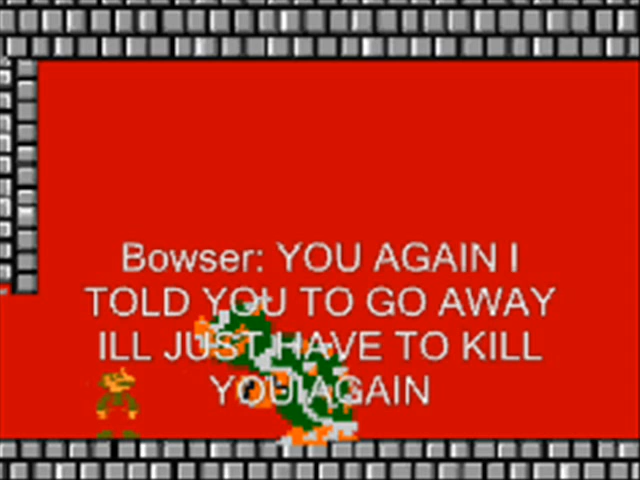 Bowser: YOU AGAIN I
TOLD YOU TO GO AWAY
ILL JUST HAVE TO KILL
YOU AGAIN